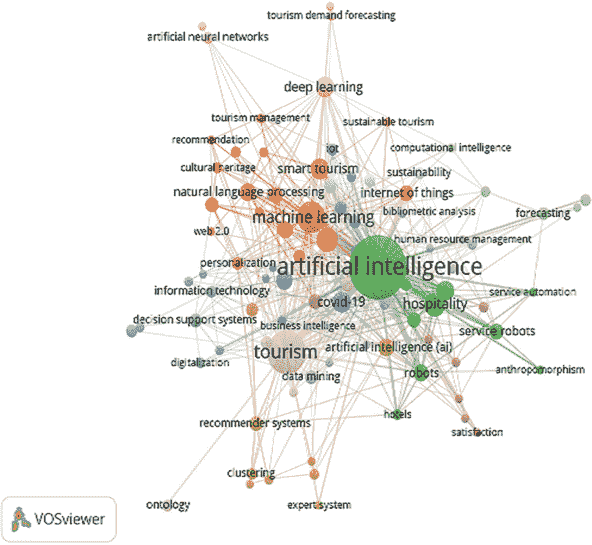 tourism demand forecasting
artificial neural networks
deep learning
tourism management
sustainable tourism
recommendation
iot
computational intelligence
cultural heritage
smart tourism
sustainability
natural language processing
internet of things
machine learning
bibliometric analysis
forecasting
web 2.0
human resource management
personalization
artificial intelligence
information technology
covid-19
hospitality
service automation
decision support systems
business intelligence
service robots
tourism
artificial intelligence (ai)
digitalization
data mining
robots
anthropomorphism
hotels
recommender systems
satisfaction
clustering
ontology
expert system
VOSviewer